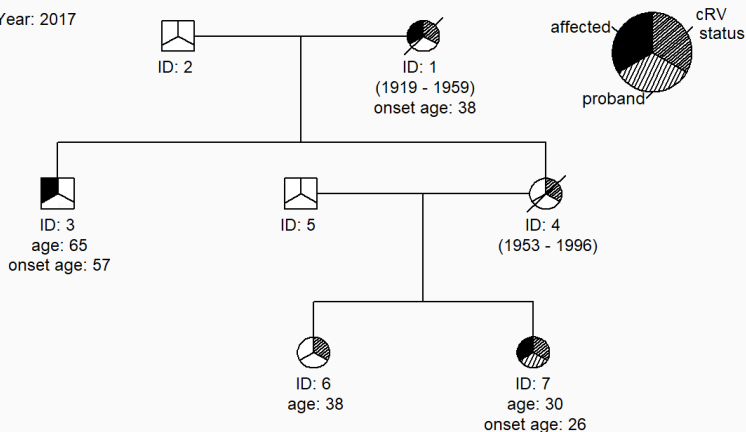 Year: 2017
affected
cRV
status
proband
ID: 2
ID: 1
(1919 - 1959)
onset age: 38
ID: 3
age: 65
onset age: 57
ID: 5
ID: 4
(1953 - 1996)
ID: 6
age: 38
ID: 7
age: 30
onset age: 26